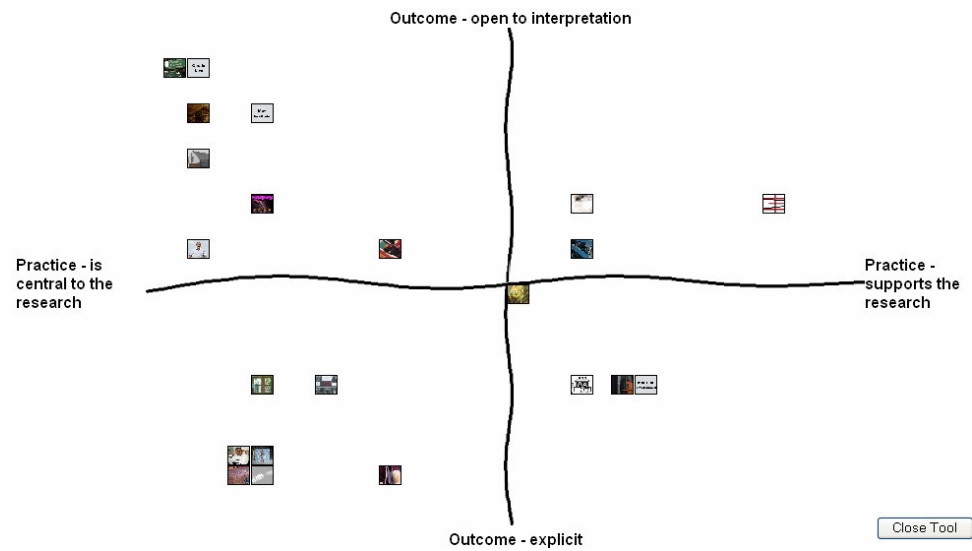 Outcome - open to interpretation
Practice - is
central to the
research
Practice -
supports the
research
Outcome - explicit
Close Tool